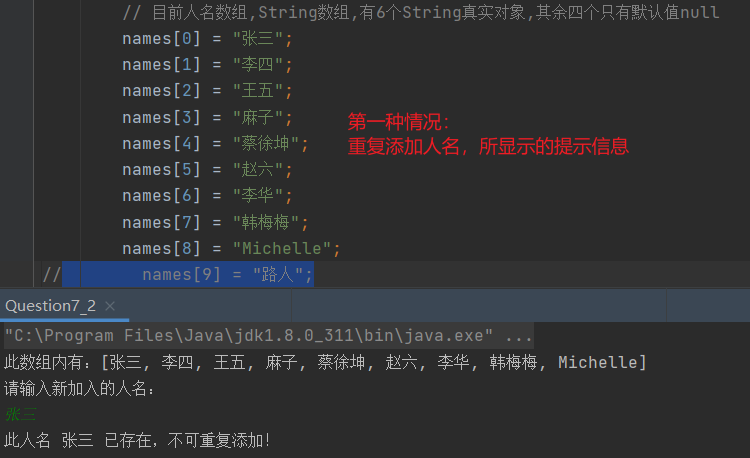 // 目前人名数组,String数组,有6个String真实对象,其余四个只有默认值null
names[0] = "张三";
names[1] = "李四";
names[2] = "王五";
names[3] = "麻子";
names[4] = "蔡徐坤";
names[5] = "赵六";
names[6] = "李华";
names[7] = "韩梅梅";
names[8] = "Michelle";
// names[9] = "路人";
第一种情况：
重复添加人名，所显示的提示信息
Question7_2 ×
"C:\Program Files\Java\jdk1.8.0_311\bin\java.exe" ...
此数组内有：[张三, 李四, 王五, 麻子, 蔡徐坤, 赵六, 李华, 韩梅梅, Michelle]
请输入新加入的人名：
张三
此人名 张三 已存在，不可重复添加！